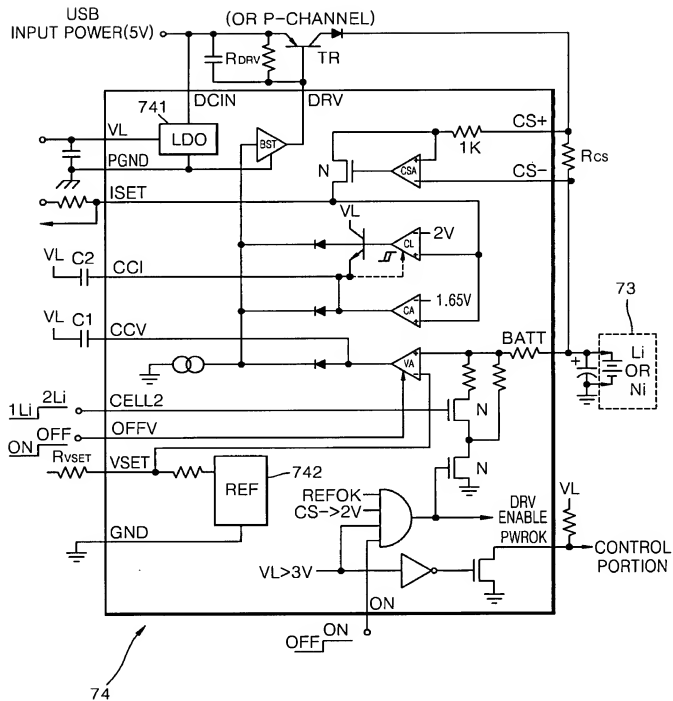 USB
INPUT POWER(5V)
(OR P-CHANNEL)
RDRV
TR
DCIN
DRV
741
LDO
VL
PGND
BST
ISET
N
CSA
1K
CS+
RCS
CS-
VL
CL
2V
VL C2
CCI
CA
1.65V
VL C1
CCV
VA
BATT
73
Li
OR
Ni
1Li 2Li
CELL2
N
ON OFF
OFFV
RVSET
VSET
742
REF
N
REFOK
CS->2V
DRV
ENABLE
VL
PWROK
CONTROL
PORTION
GND
VL>3V
ON
OFF ON
74